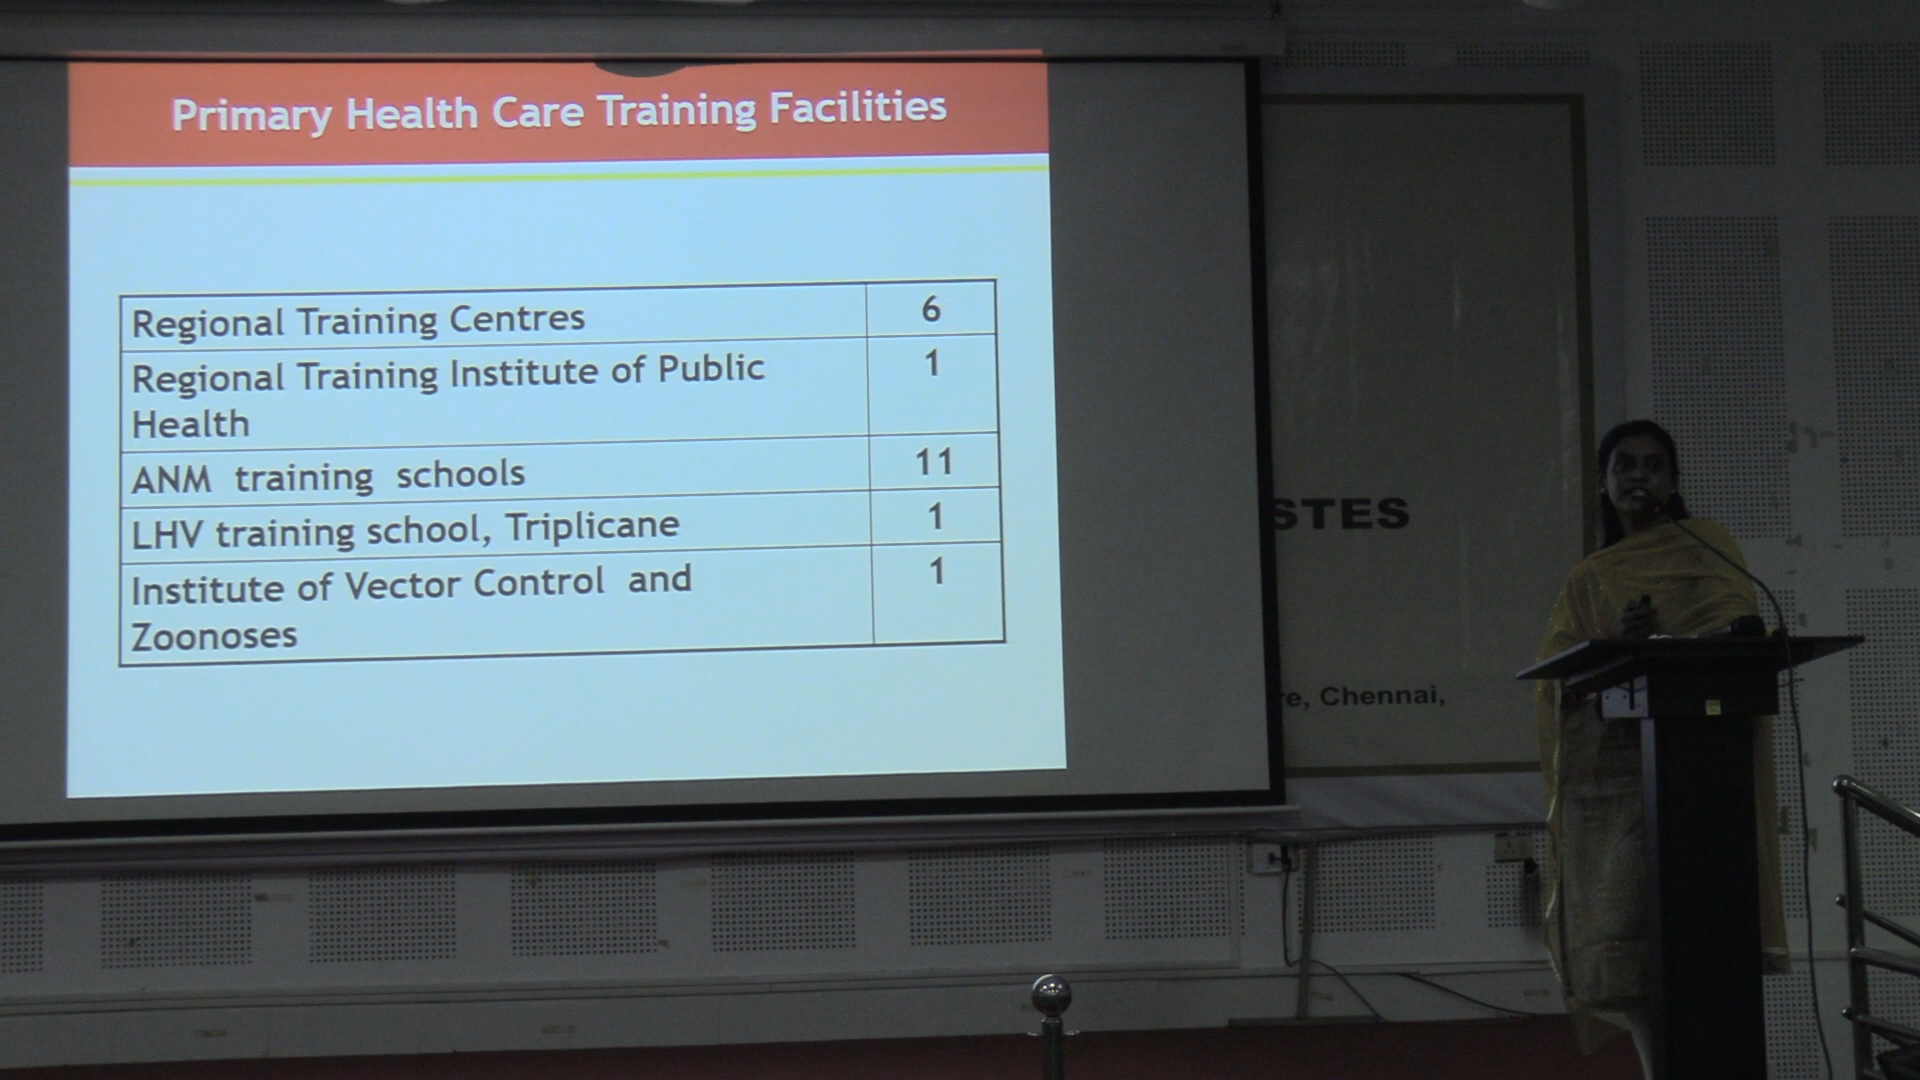 Primary Health Care Training Facilities
Regional Training Centres 6
Regional Training Institute of Public 1
Health
ANM training schools 11
LHV training school, Triplicane 1
Institute of Vector Control and 1
Zoonoses
STES
re, Chennai,